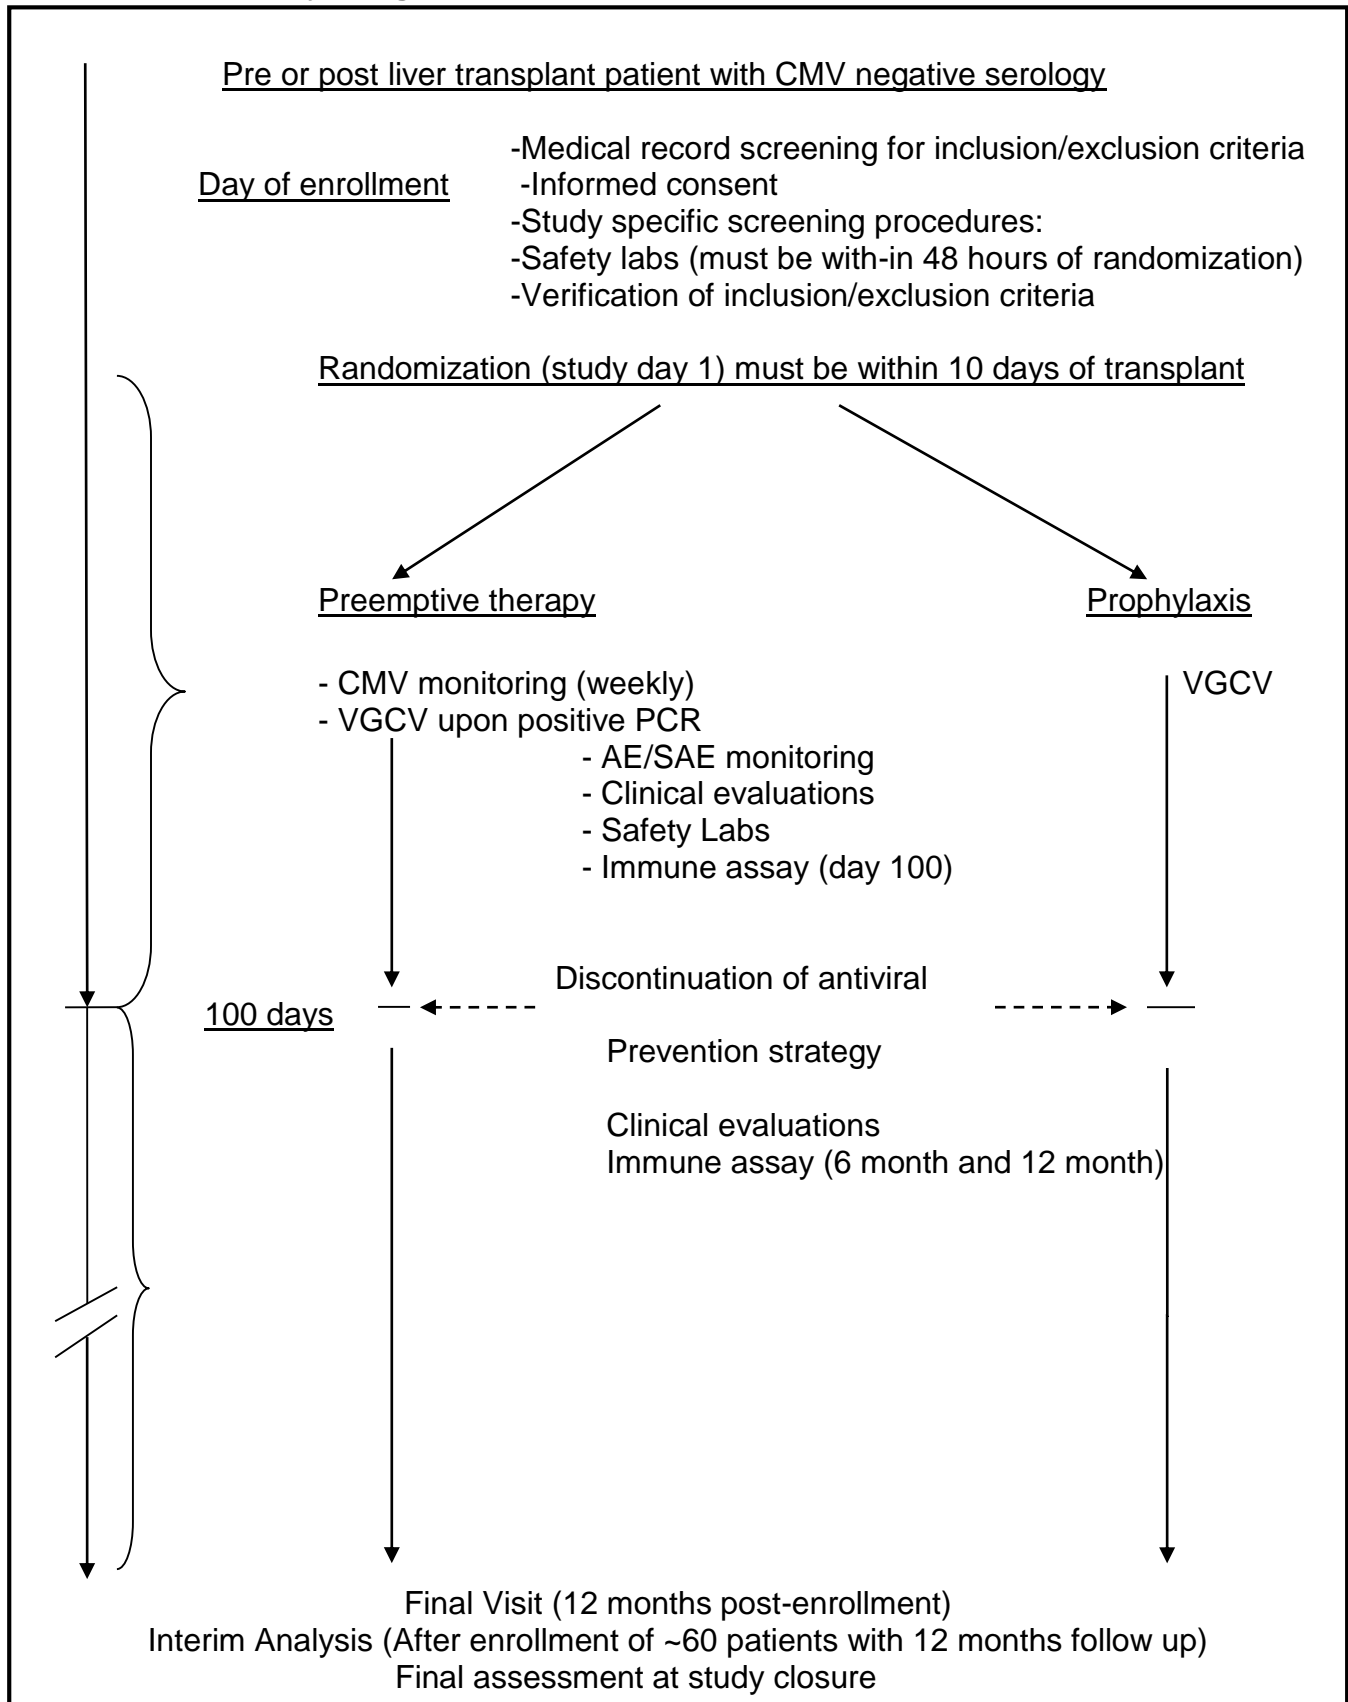 Pre or post liver transplant patient with CMV negative serology
-Medical record screening for inclusion/exclusion criteria
Day of enrollment -Informed consent
-Study specific screening procedures:
-Safety labs (must be with-in 48 hours of randomization)
-Verification of inclusion/exclusion criteria
Randomization (study day 1) must be within 10 days of transplant
Preemptive therapy Prophylaxis
- CMV monitoring (weekly) VGCV
- VGCV upon positive PCR
- AE/SAE monitoring
- Clinical evaluations
- Safety Labs
- Immune assay (day 100)
Discontinuation of antiviral
100 days
Prevention strategy
Clinical evaluations
Immune assay (6 month and 12 month)
Final Visit (12 months post-enrollment)
Interim Analysis (After enrollment of ~60 patients with 12 months follow up)
Final assessment at study closure